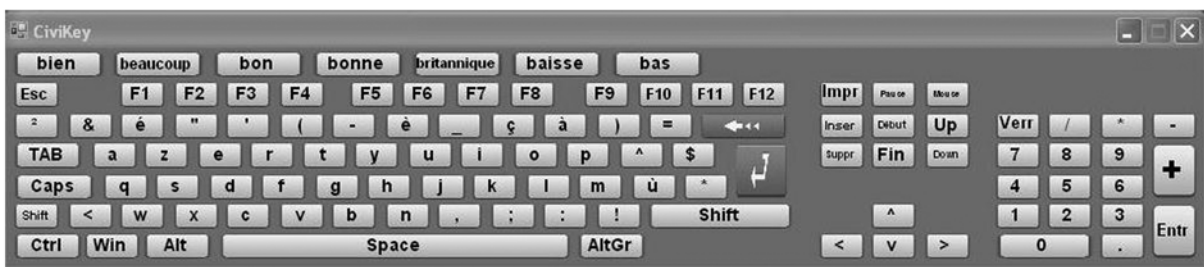 CiviKey
bien beaucoup bon bonne britannique baisse bas
Esc F1 F2 F3 F4 F5 F6 F7 F8 F9 F10 F11 F12 Impr Pause Mouse
² & é " ' ( - è _ ç à ) = Inser Début Up Verr / * -
TAB a z e r t y u i o p ^ $ Suppr Fin Down 7 8 9 +
Caps q s d f g h j k l m ù * 4 5 6
Shift < w x c v b n , ; : ! Shift ^ 1 2 3 Entr
Ctrl Win Alt Space AltGr < v > 0 .